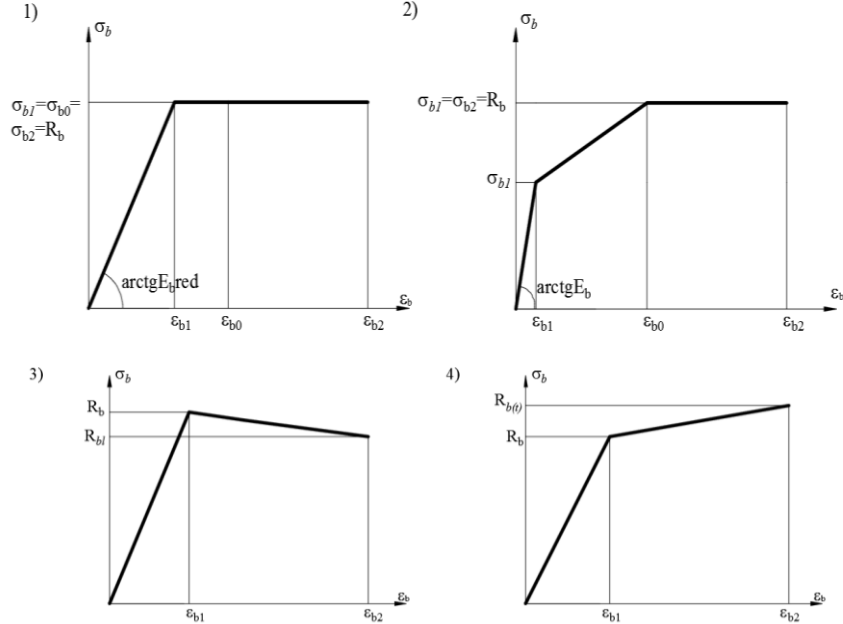 1)
σb
σb1=σb0=
σb2=Rb
arctgEbred
εb
εb1
εb0
εb2
2)
σb
σb1=σb2=Rb
σb1
arctgEb
εb
εb1
εb0
εb2
3)
σb
Rb
Rb1
εb
εb1
εb2
4)
σb
Rb(t)
Rb
εb
εb1
εb2